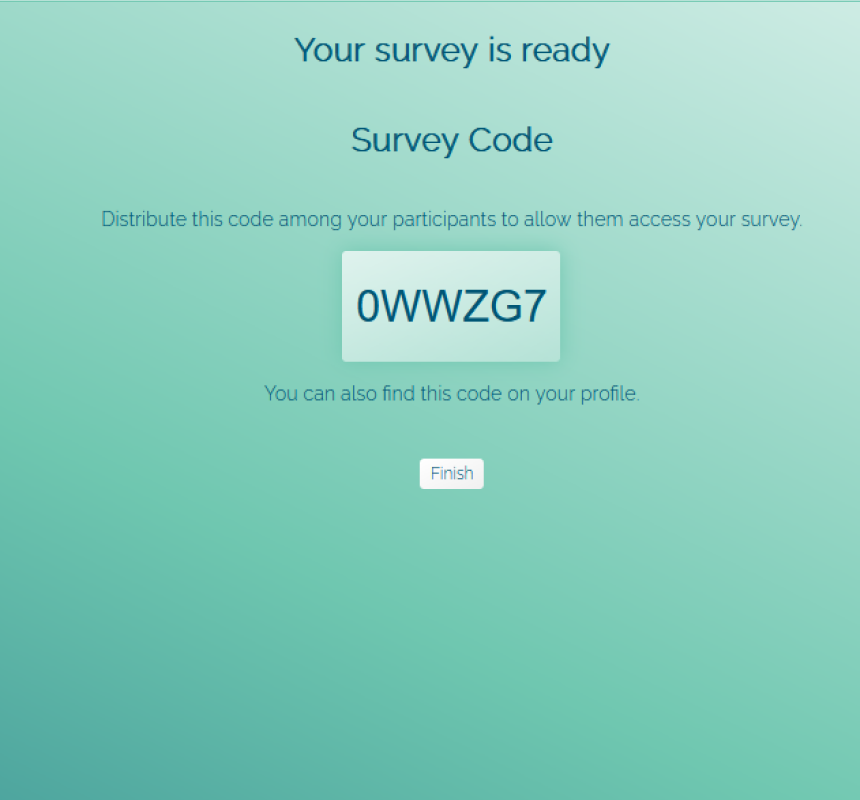 Your survey is ready
Survey Code
Distribute this code among your participants to allow them access your survey.
0WWZG7
You can also find this code on your profile.
Finish